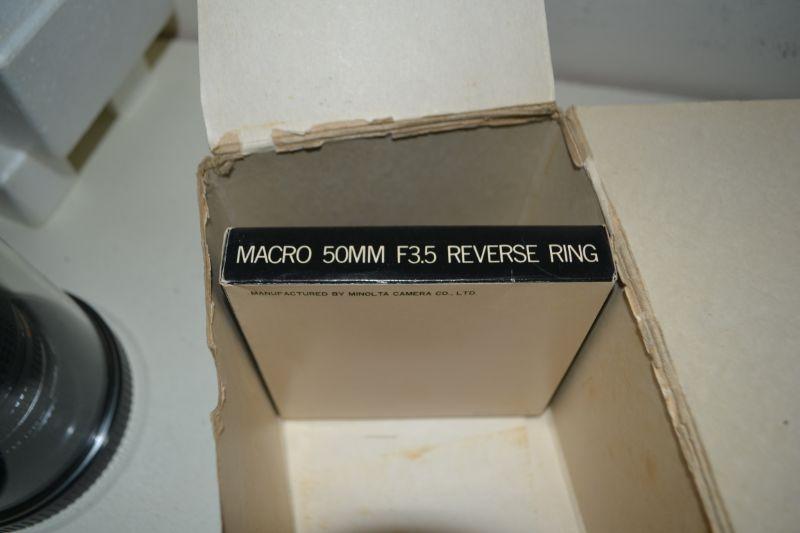 MACRO 50MM F3.5 REVERSE RING
MANUFACTURED BY MINOLTA CAMERA CO., LTD.